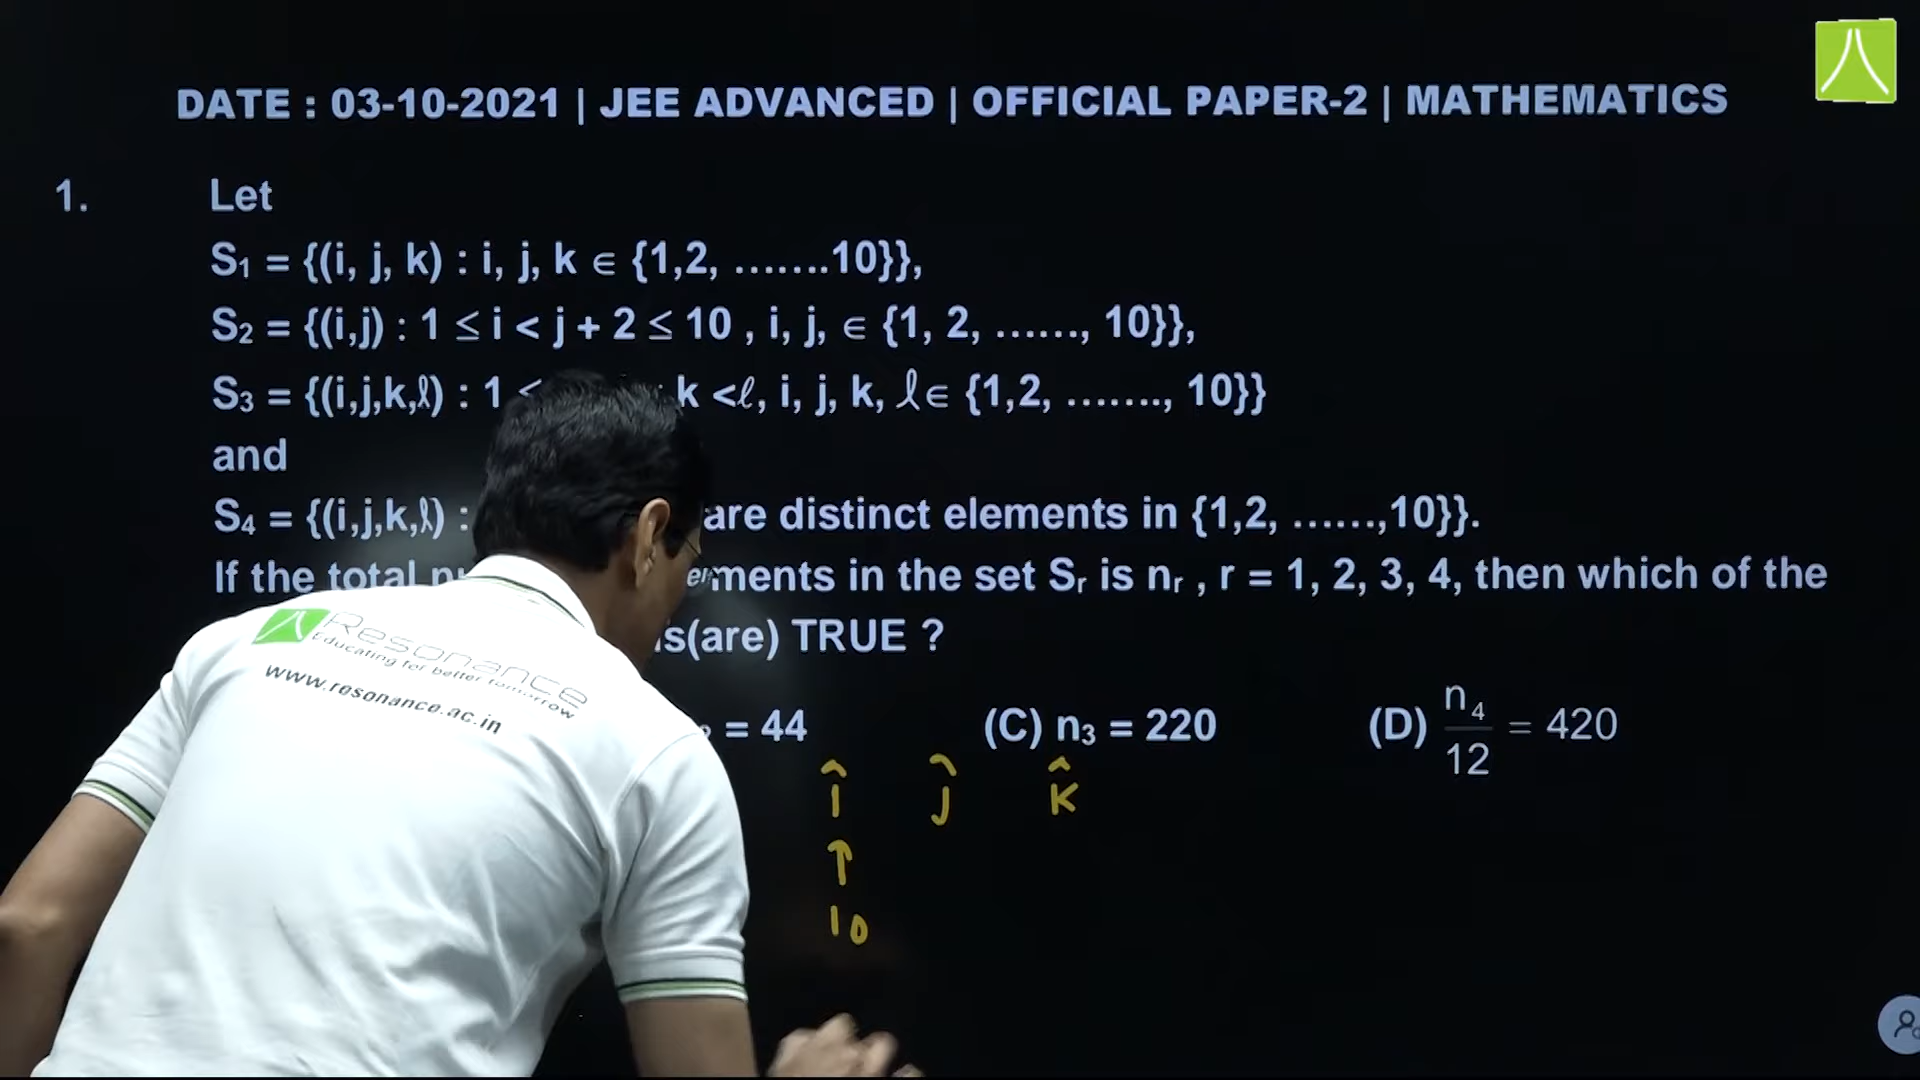 DATE : 03-10-2021 | JEE ADVANCED | OFFICIAL PAPER-2 | MATHEMATICS
1. Let
S₁ = {(i, j, k) : i, j, k ∈ {1,2, .......10}},
S₂ = {(i,j) : 1 ≤ i < j + 2 ≤ 10 , i, j, ∈ {1, 2, ......, 10}},
S₃ = {(i,j,k,ℓ) : 1 k <ℓ, i, j, k, ℓ∈ {1,2, ......., 10}}
and
S₄ = {(i,j,k,ℓ) : are distinct elements in {1,2, ......,10}}.
If the total in the set Sᵣ is nᵣ , r = 1, 2, 3, 4, then which of the
is(are) TRUE ?
= 44 (C) n₃ = 220 (D) n₄/12 = 420
î ĵ k̂
↑
10
Resonance
Educating for better tomorrow
www.resonance.ac.in